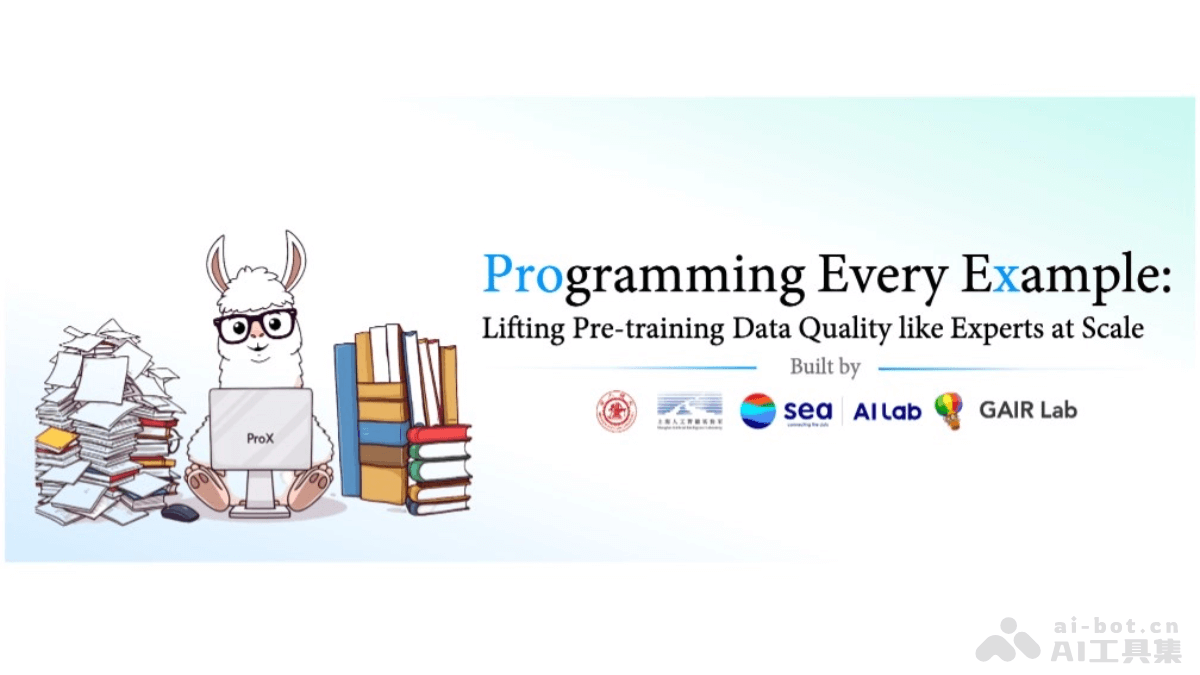 Programming Every Example:
Lifting Pre-training Data Quality like Experts at Scale
Built by
sea
AI Lab
GAIR Lab
ProX
ai-bot.cn
AI工具集